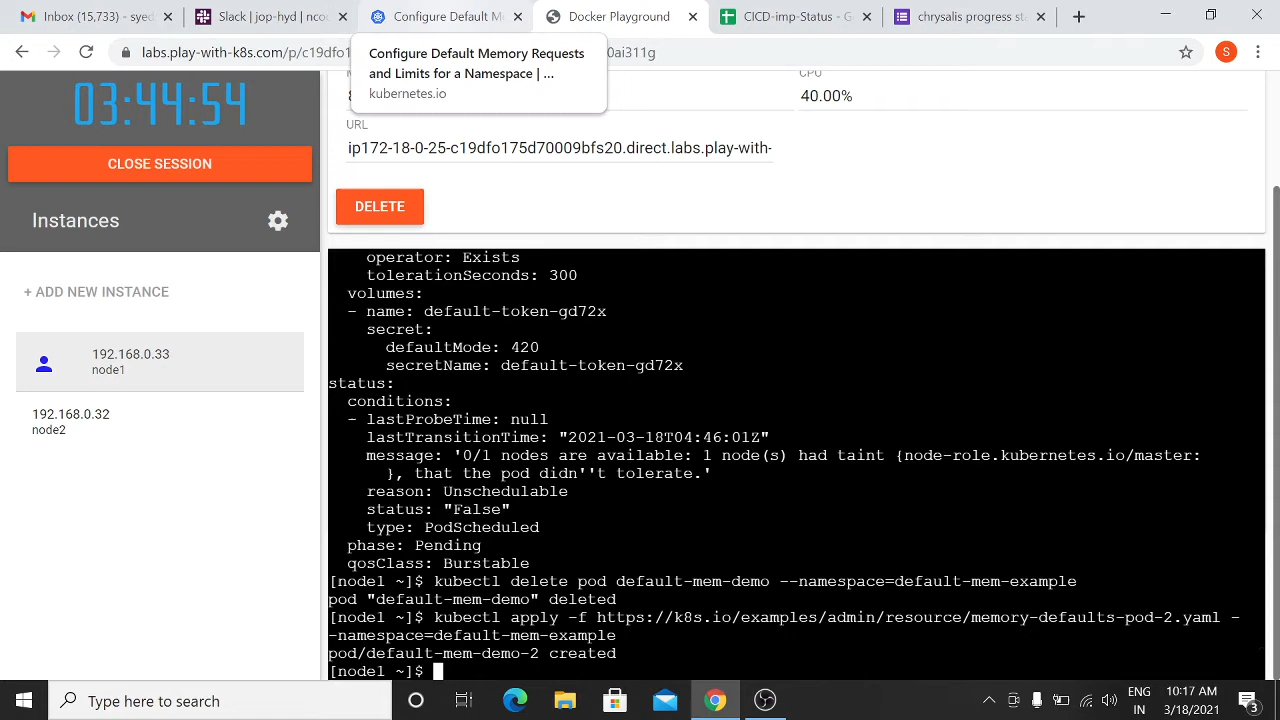 M Inbox (1,119) - syed
Slack | jop-hyd | ncou
Configure Default M
Docker Playground
CICD-imp-Status - G
chrysalis progress st
labs.play-with-k8s.com/p/c19dfo1
0ai311g
S
Configure Default Memory Requests
and Limits for a Namespace | ...
kubernetes.io
03:44:54
CLOSE SESSION
Instances
+ ADD NEW INSTANCE
192.168.0.33
node1
192.168.0.32
node2
CPU
40.00%
URL
ip172-18-0-25-c19dfo175d70009bfs20.direct.labs.play-with-
DELETE
operator: Exists
tolerationSeconds: 300
volumes:
- name: default-token-gd72x
secret:
defaultMode: 420
secretName: default-token-gd72x
status:
conditions:
- lastProbeTime: null
lastTransitionTime: "2021-03-18T04:46:01Z"
message: '0/1 nodes are available: 1 node(s) had taint {node-role.kubernetes.io/master:
}, that the pod didn''t tolerate.'
reason: Unschedulable
status: "False"
type: PodScheduled
phase: Pending
qosClass: Burstable
[node1 ~]$ kubectl delete pod default-mem-demo --namespace=default-mem-example
pod "default-mem-demo" deleted
[node1 ~]$ kubectl apply -f https://k8s.io/examples/admin/resource/memory-defaults-pod-2.yaml -
-namespace=default-mem-example
pod/default-mem-demo-2 created
[node1 ~]$
Type here to search
ENG
IN
10:17 AM
3/18/2021
3